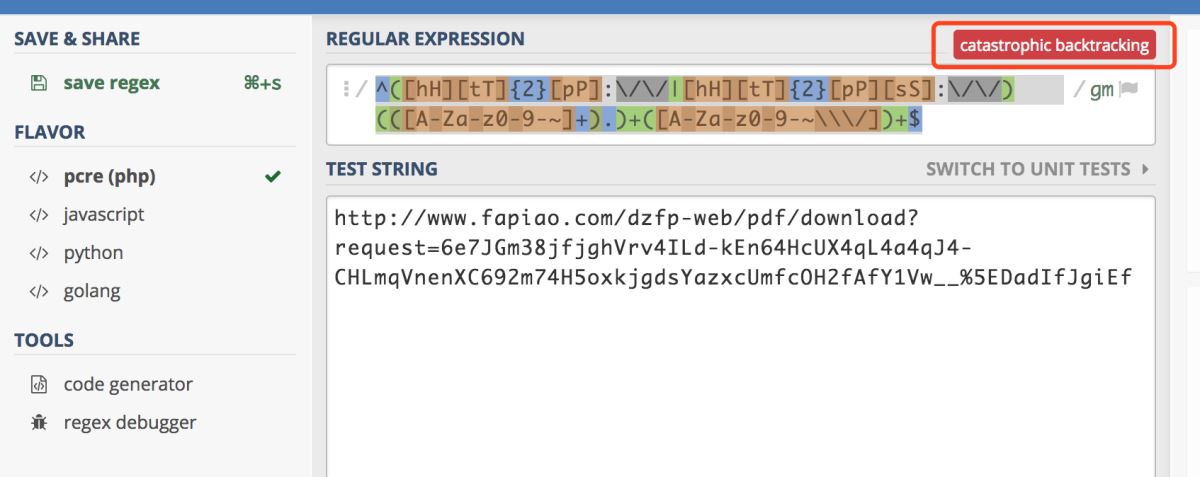 SAVE & SHARE
save regex ⌘+s
FLAVOR
</> pcre (php)
</> javascript
</> python
</> golang
TOOLS
code generator
regex debugger
REGULAR EXPRESSION
catastrophic backtracking
/ ^([hH][tT]{2}[pP]:\/\/|[hH][tT]{2}[pP][sS]:\/\/) / gm
(([A-Za-z0-9-~]+).)+([A-Za-z0-9-~\\\/])+$
TEST STRING
SWITCH TO UNIT TESTS
http://www.fapiao.com/dzfp-web/pdf/download?
request=6e7JGm38jfjghVrv4ILd-kEn64HcUX4qL4a4qJ4-
CHLmqVnenXC692m74H5oxkjgdsYazxcUmfcOH2fAfY1Vw__%5EDadIfJgiEf